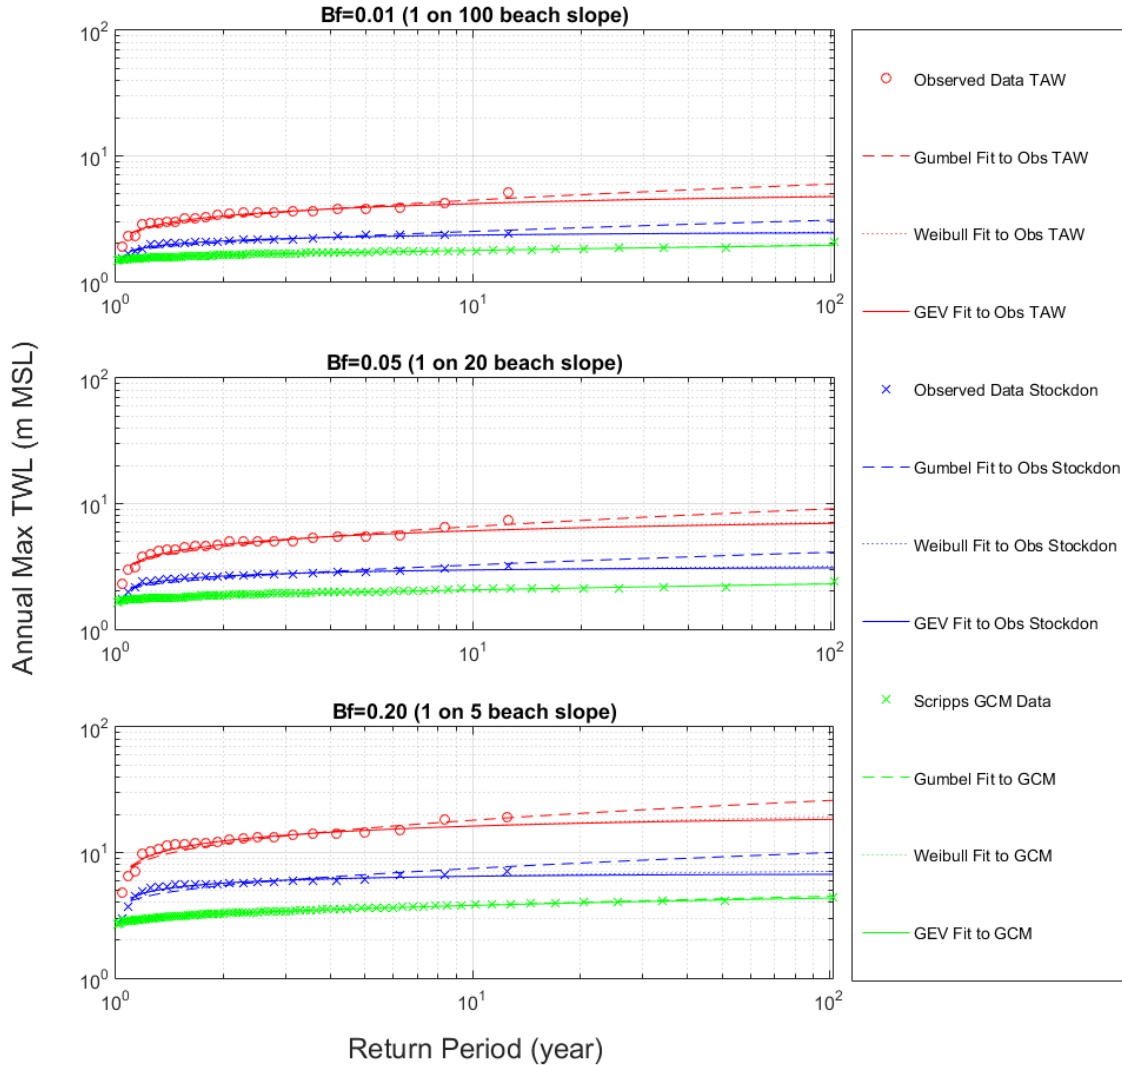 Bf=0.01 (1 on 100 beach slope)
10^2
10^1
10^0
10^0
10^1
10^2
Bf=0.05 (1 on 20 beach slope)
10^2
10^1
10^0
10^0
10^1
10^2
Bf=0.20 (1 on 5 beach slope)
10^2
10^1
10^0
10^0
10^1
10^2
Annual Max TWL (m MSL)
Return Period (year)
Observed Data TAW
Gumbel Fit to Obs TAW
Weibull Fit to Obs TAW
GEV Fit to Obs TAW
Observed Data Stockdon
Gumbel Fit to Obs Stockdon
Weibull Fit to Obs Stockdon
GEV Fit to Obs Stockdon
Scripps GCM Data
Gumbel Fit to GCM
Weibull Fit to GCM
GEV Fit to GCM